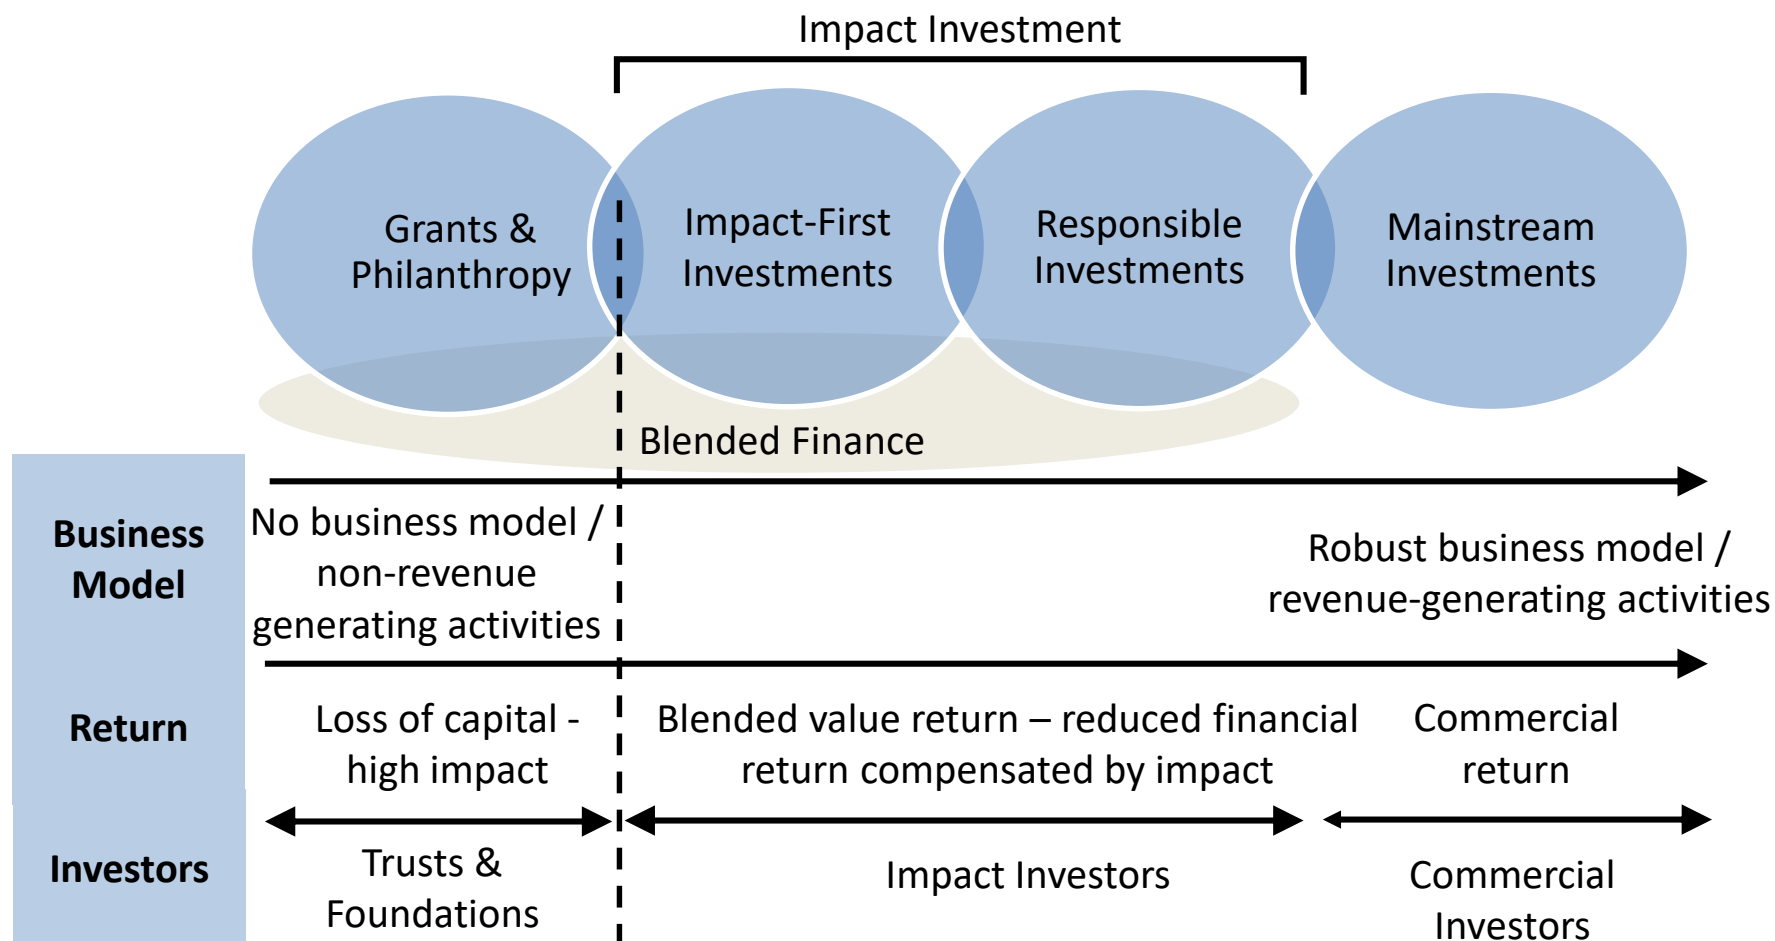 Impact Investment
Grants &
Philanthropy
Impact-First
Investments
Responsible
Investments
Mainstream
Investments
Blended Finance
Business
Model
No business model /
non-revenue
generating activities
Robust business model /
revenue-generating activities
Return
Loss of capital -
high impact
Blended value return – reduced financial
return compensated by impact
Commercial
return
Investors
Trusts &
Foundations
Impact Investors
Commercial
Investors